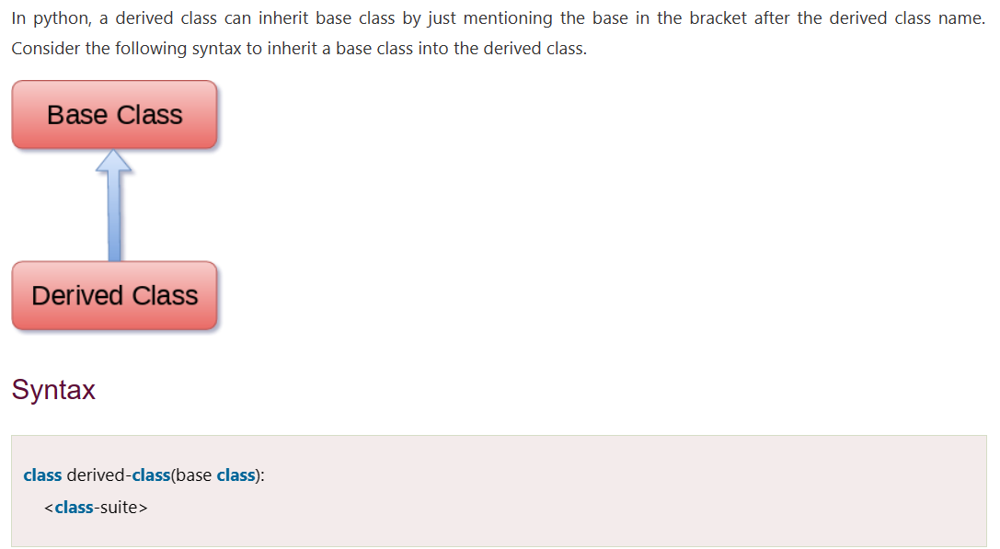 In python, a derived class can inherit base class by just mentioning the base in the bracket after the derived class name.
Consider the following syntax to inherit a base class into the derived class.
Base Class
Derived Class
Syntax
class derived-class(base class):
<class-suite>